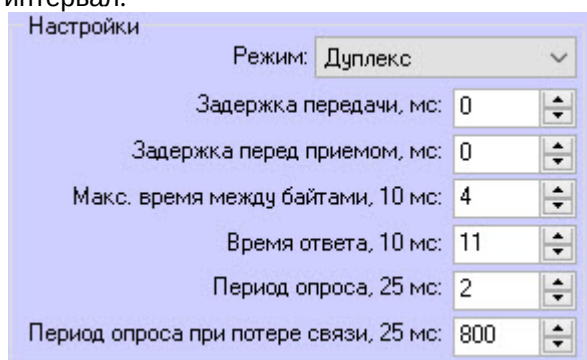 интервал.
Настройки
Режим: Дуплекс
Задержка передачи, мс: 0
Задержка перед приемом, мс: 0
Макс. время между байтами, 10 мс: 4
Время ответа, 10 мс: 11
Период опроса, 25 мс: 2
Период опроса при потере связи, 25 мс: 800